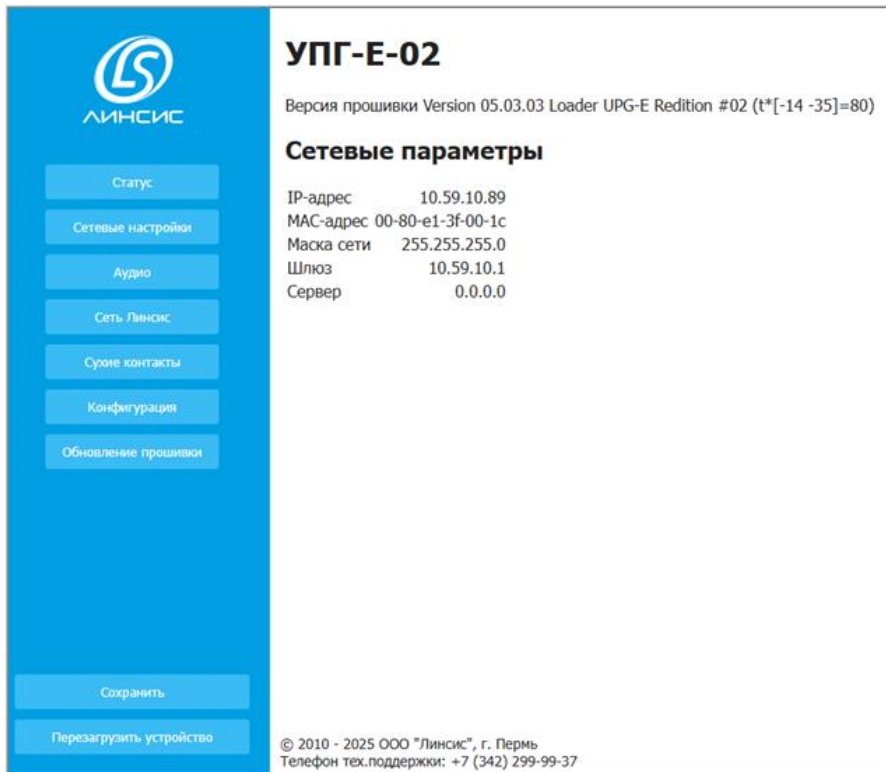 ЛИНСИС
Статус
Сетевые настройки
Аудио
Сеть Линсис
Сухие контакты
Конфигурация
Обновление прошивки
Сохранить
Перезагрузить устройство
УПГ-Е-02
Версия прошивки Version 05.03.03 Loader UPG-E Redition #02 (t*[-14 -35]=80)
Сетевые параметры
IP-адрес 10.59.10.89
MAC-адрес 00-80-e1-3f-00-1c
Маска сети 255.255.255.0
Шлюз 10.59.10.1
Сервер 0.0.0.0
© 2010 - 2025 ООО "Линсис", г. Пермь
Телефон тех.поддержки: +7 (342) 299-99-37